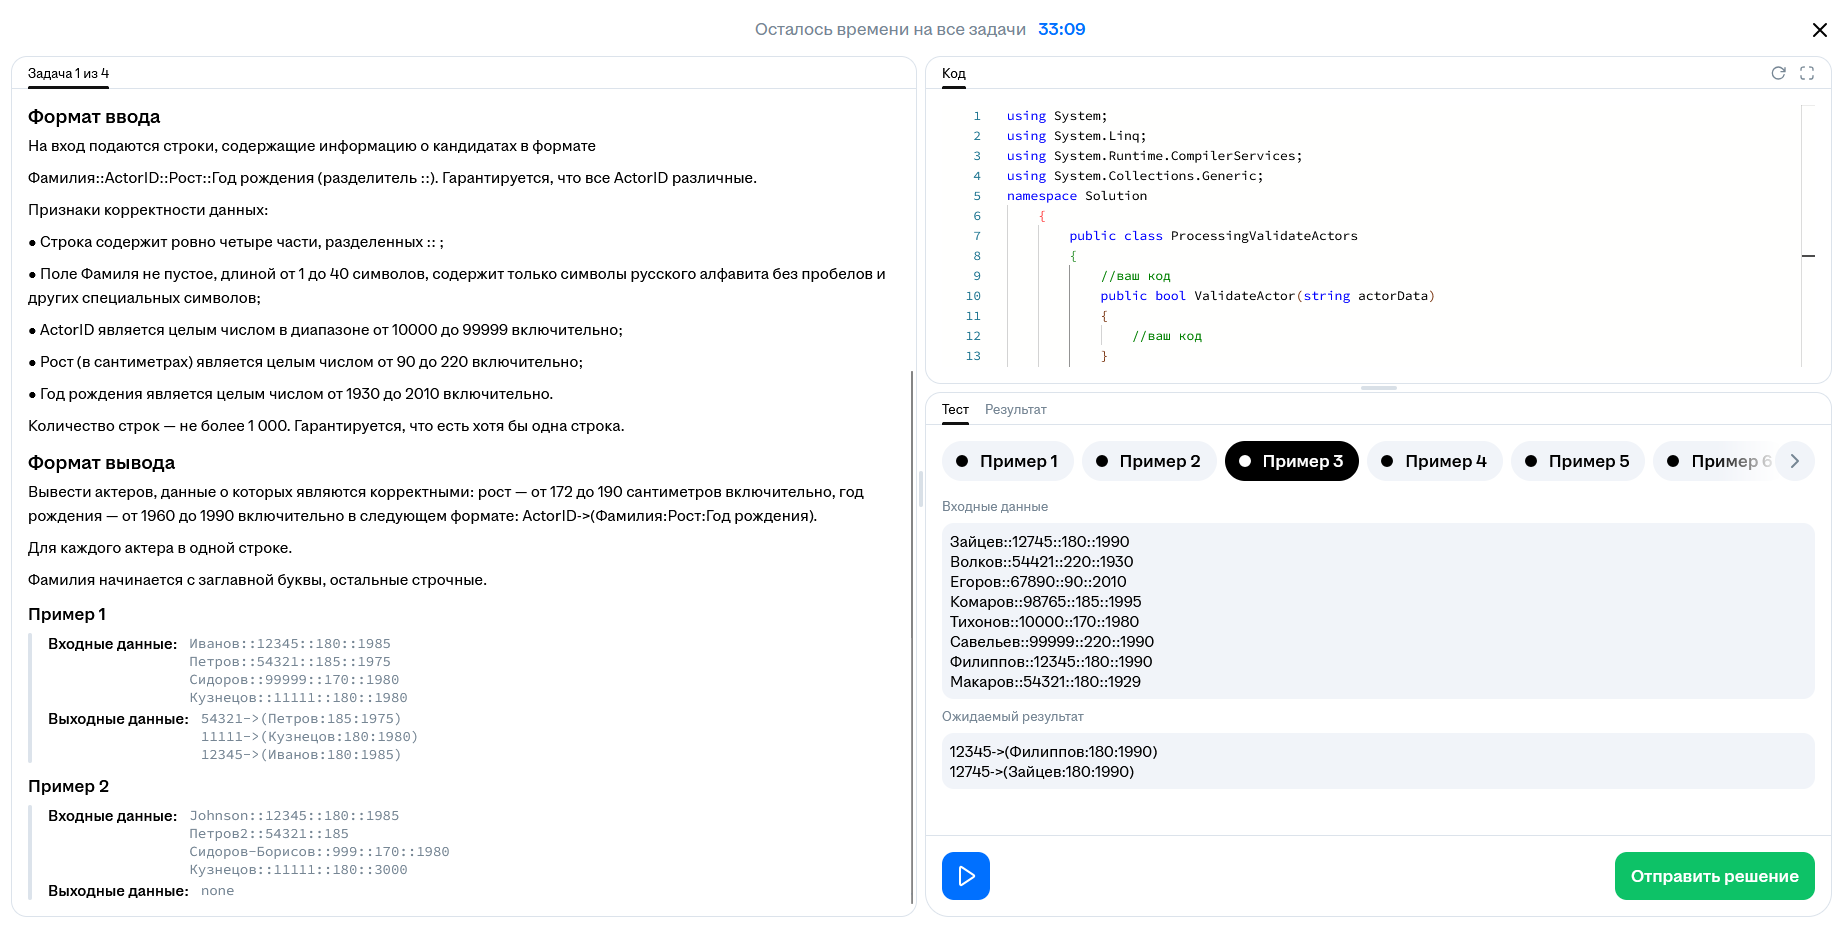 Осталось времени на все задачи 33:09
Задача 1 из 4
Формат ввода
На вход подаются строки, содержащие информацию о кандидатах в формате
Фамилия::ActorID::Рост::Год рождения (разделитель ::). Гарантируется, что все ActorID различные.
Признаки корректности данных:
● Строка содержит ровно четыре части, разделенных :: ;
● Поле Фамиля не пустое, длиной от 1 до 40 символов, содержит только символы русского алфавита без пробелов и
других специальных символов;
● ActorID является целым числом в диапазоне от 10000 до 99999 включительно;
● Рост (в сантиметрах) является целым числом от 90 до 220 включительно;
● Год рождения является целым числом от 1930 до 2010 включительно.
Количество строк — не более 1 000. Гарантируется, что есть хотя бы одна строка.
Формат вывода
Вывести актеров, данные о которых являются корректными: рост — от 172 до 190 сантиметров включительно, год
рождения — от 1960 до 1990 включительно в следующем формате: ActorID->(Фамилия:Рост:Год рождения).
Для каждого актера в одной строке.
Фамилия начинается с заглавной буквы, остальные строчные.
Пример 1
Входные данные: Иванов::12345::180::1985
Петров::54321::185::1975
Сидоров::99999::170::1980
Кузнецов::11111::180::1980
Выходные данные: 54321->(Петров:185:1975)
11111->(Кузнецов:180:1980)
12345->(Иванов:180:1985)
Пример 2
Входные данные: Johnson::12345::180::1985
Петров2::54321::185
Сидоров-Борисов::999::170::1980
Кузнецов::11111::180::3000
Выходные данные: none
Код
1 using System;
2 using System.Linq;
3 using System.Runtime.CompilerServices;
4 using System.Collections.Generic;
5 namespace Solution
6 {
7 public class ProcessingValidateActors
8 {
9 //ваш код
10 public bool ValidateActor(string actorData)
11 {
12 //ваш код
13 }
Тест Результат
Пример 1 Пример 2 Пример 3 Пример 4 Пример 5 Пример 6
Входные данные
Зайцев::12745::180::1990
Волков::54421::220::1930
Егоров::67890::90::2010
Комаров::98765::185::1995
Тихонов::10000::170::1980
Савельев::99999::220::1990
Филиппов::12345::180::1990
Макаров::54321::180::1929
Ожидаемый результат
12345->(Филиппов:180:1990)
12745->(Зайцев:180:1990)
Отправить решение